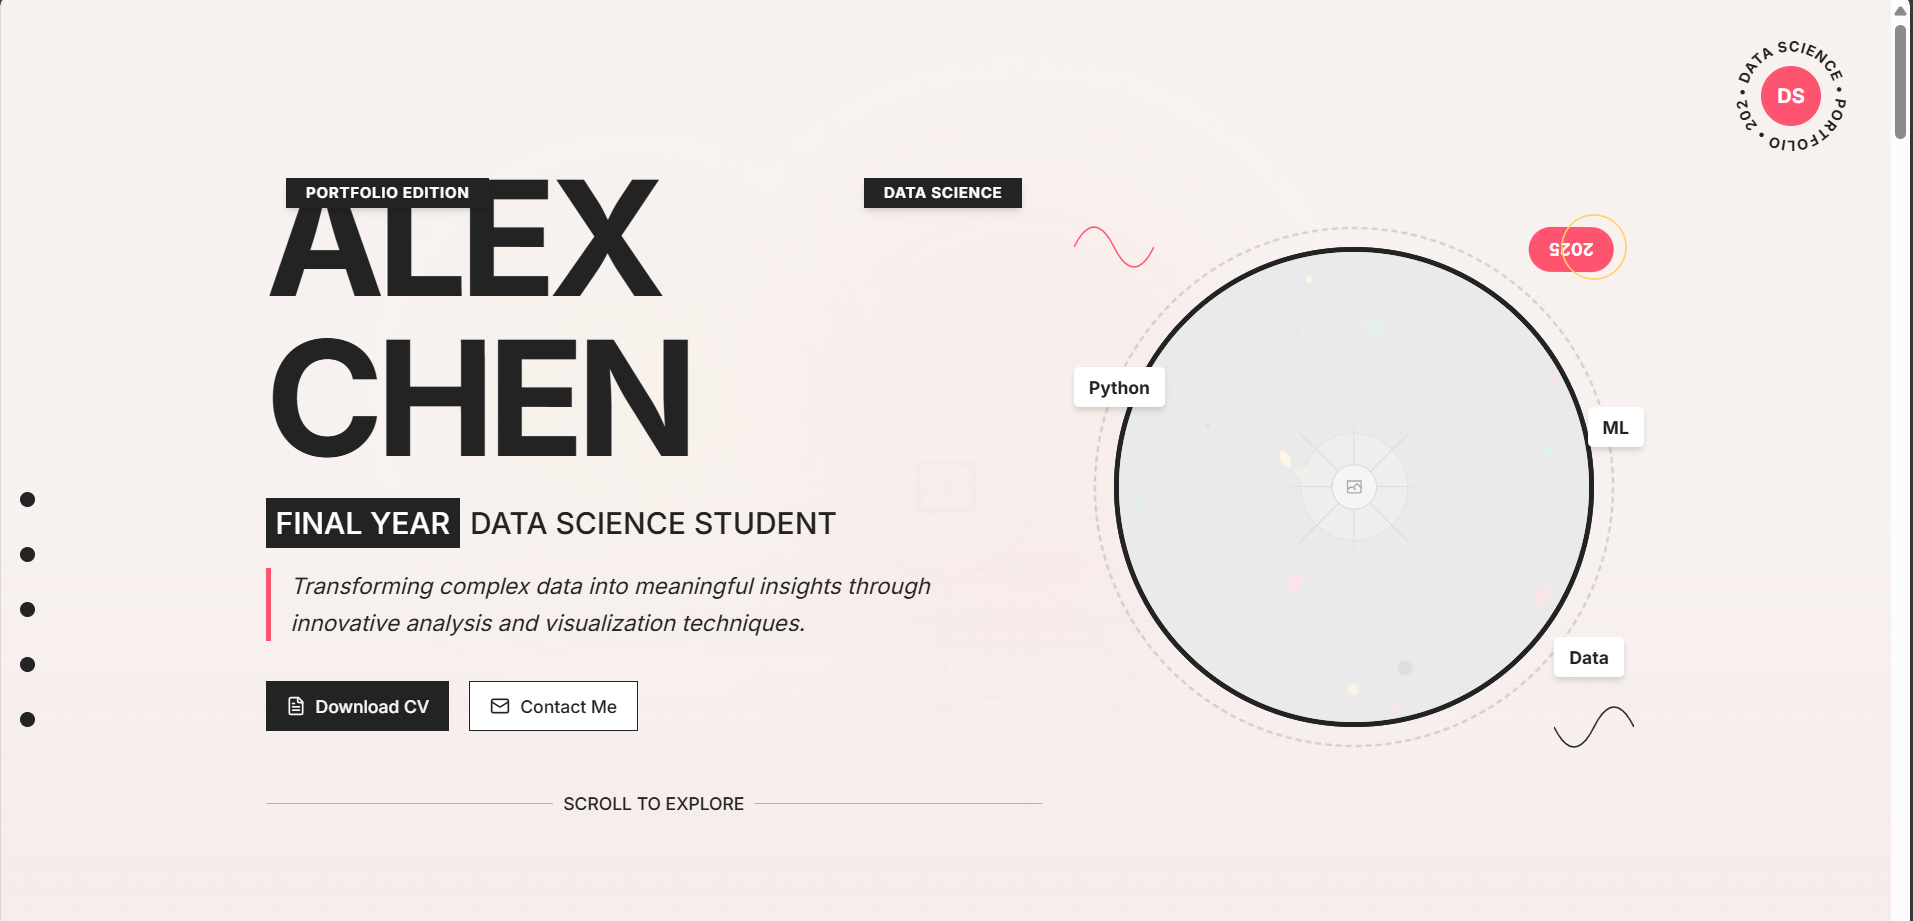 DATA SCIENCE • PORTFOLIO • 202 •
DS
PORTFOLIO EDITION
DATA SCIENCE
ALEX
CHEN
2025
Python
ML
FINAL YEAR DATA SCIENCE STUDENT
Transforming complex data into meaningful insights through
innovative analysis and visualization techniques.
Data
Download CV
Contact Me
SCROLL TO EXPLORE